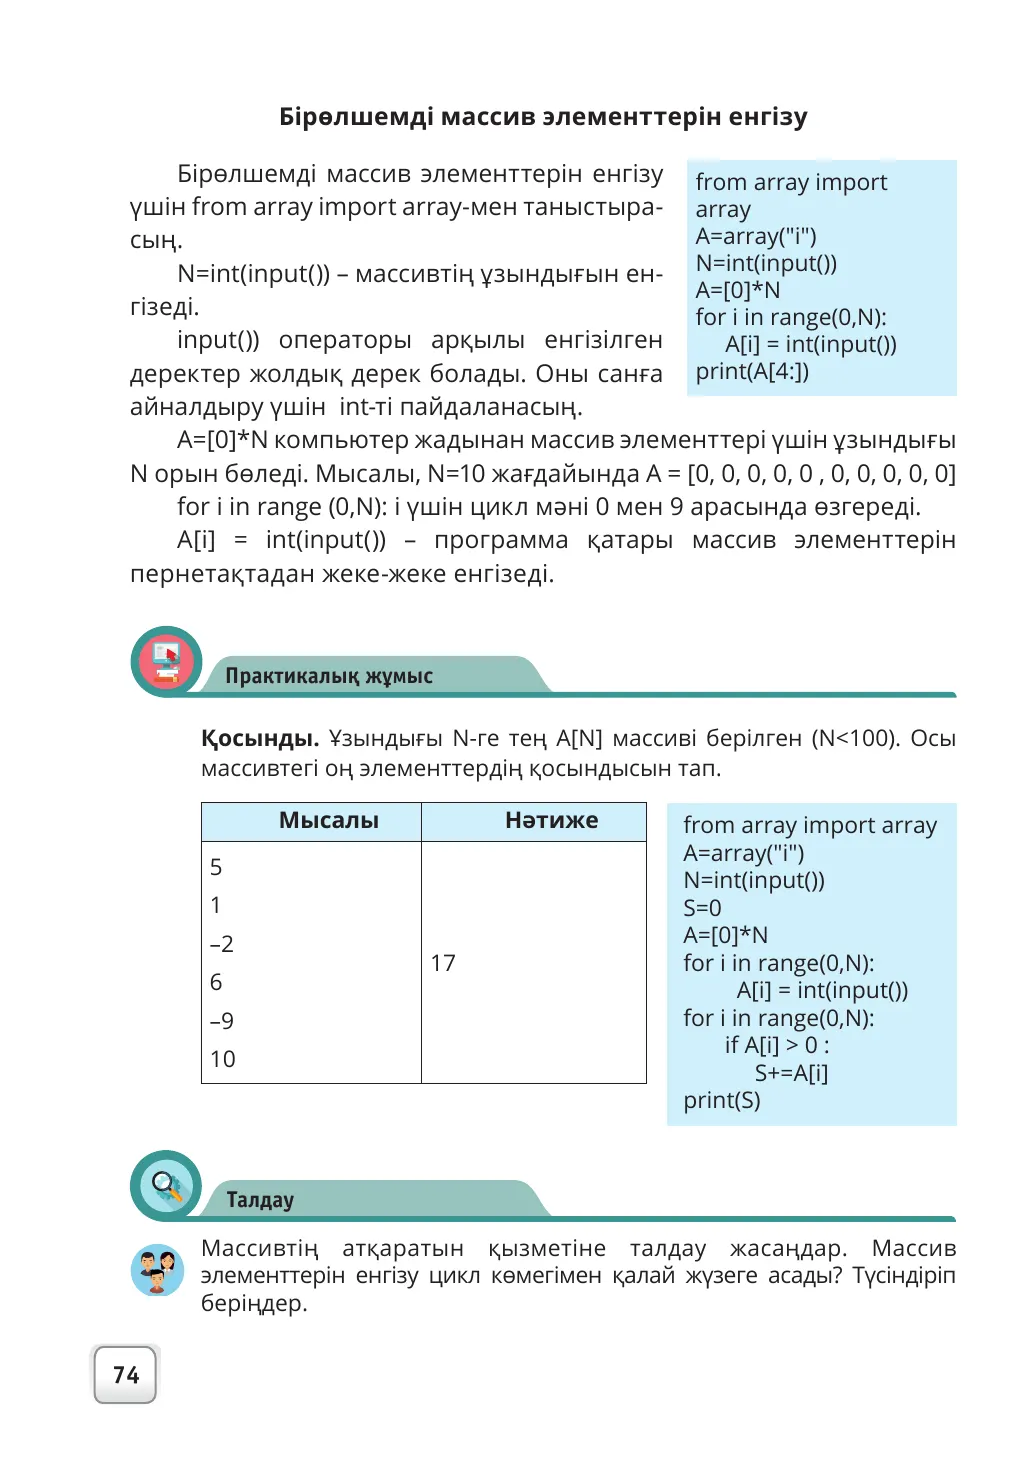 Бірөлшемді массив элементтерін енгізу
Бірөлшемді массив элементтерін енгізу
үшін from array import array-мен таныстыра-
сың.
N=int(input()) – массивтің ұзындығын ен-
гізеді.
input()) операторы арқылы енгізілген
деректер жолдық дерек болады. Оны санға
айналдыру үшін int-ті пайдаланасың.
from array import
array
A=array("i")
N=int(input())
A=[0]*N
for i in range(0,N):
A[i] = int(input())
print(A[4:])
A=[0]*N компьютер жадынан массив элементтері үшін ұзындығы
N орын бөледі. Мысалы, N=10 жағдайында A = [0, 0, 0, 0, 0 , 0, 0, 0, 0, 0]
for i in range (0,N): i үшін цикл мәні 0 мен 9 арасында өзгереді.
A[i] = int(input()) – программа қатары массив элементтерін
пернетақтадан жеке-жеке енгізеді.
Практикалық жұмыс
Қосынды. Ұзындығы N-ге тең A[N] массиві берілген (N<100). Осы
массивтегі оң элементтердің қосындысын тап.
Мысалы Нәтиже
5
1
–2
6
–9
10
17
from array import array
A=array("i")
N=int(input())
S=0
A=[0]*N
for i in range(0,N):
A[i] = int(input())
for i in range(0,N):
if A[i] > 0 :
S+=A[i]
print(S)
Талдау
Массивтің атқаратын қызметіне талдау жасаңдар. Массив
элементтерін енгізу цикл көмегімен қалай жүзеге асады? Түсіндіріп
беріңдер.
74